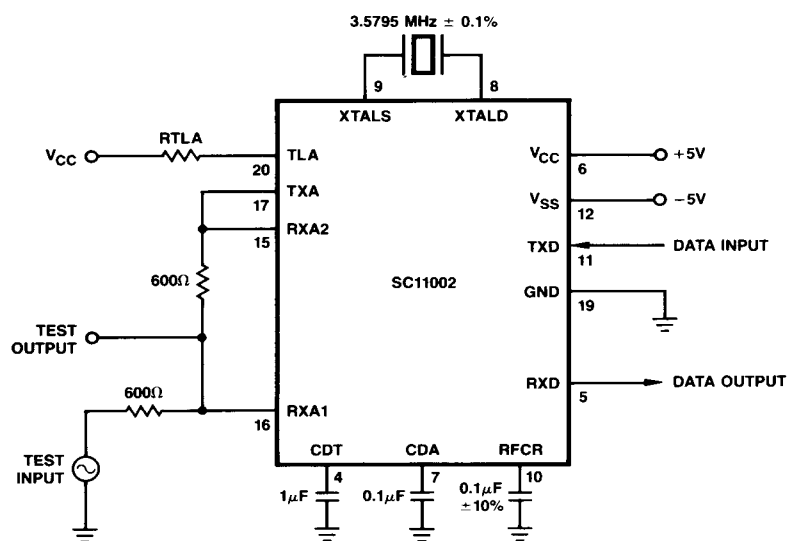 3.5795 MHz ± 0.1%
9
8
XTALS
XTALD
VCC
RTLA
20
TLA
VCC
6
+5V
17
TXA
VSS
12
−5V
15
RXA2
TXD
11
DATA INPUT
SC11002
600Ω
GND
19
TEST
OUTPUT
RXD
5
DATA OUTPUT
600Ω
16
RXA1
TEST
INPUT
CDT
CDA
RFCR
4
7
10
1μF
0.1μF
0.1μF
±10%